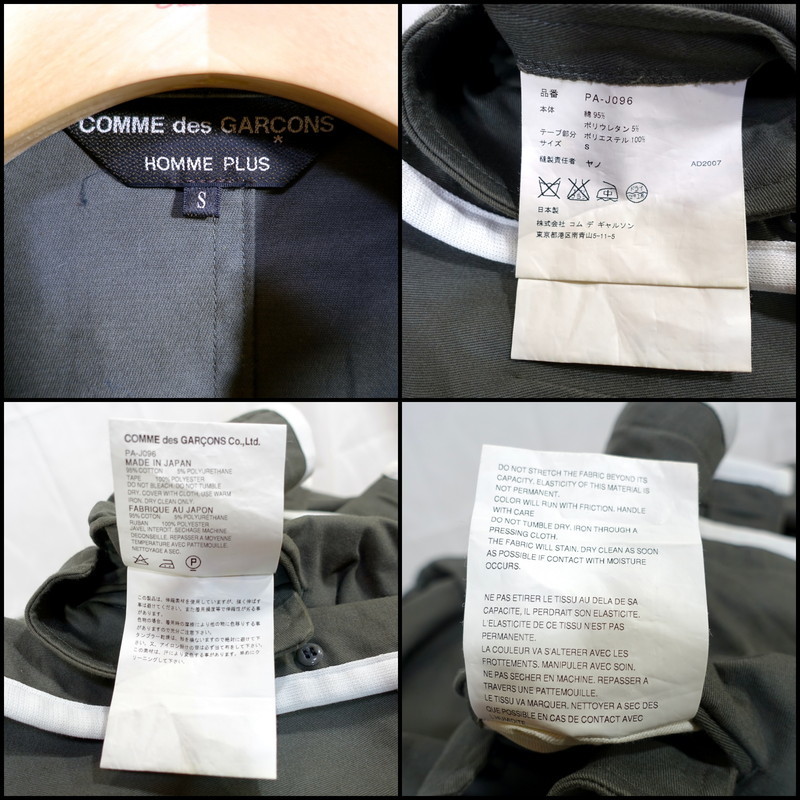 COMME des GARÇONS
HOMME PLUS
S
品番 PA-J096
本体 綿 95%
ポリウレタン 5%
テープ部分 ポリエステル 100%
サイズ S
縫製責任者 ヤノ AD2007
ドライ
日本製
株式会社 コム デ ギャルソン
東京都港区南青山5-11-5
COMME des GARÇONS Co.,Ltd.
PA-J096
MADE IN JAPAN
95% COTTON 5% POLYURETHANE
TAPE 100% POLYESTER
DO NOT BLEACH. DO NOT TUMBLE
DRY, COVER WITH CLOTH, USE WARM
IRON, DRY CLEAN ONLY.
FABRIQUE AU JAPON
95% COTON 5% POLYURETHANE
RUBAN 100% POLYESTER
JAVEL INTERDIT, SECHAGE MACHINE
DECONSEILLE, REPASSER A MOYENNE
TEMPERATURE AVEC PATTEMOUILLE.
NETTOYAGE A SEC.
P
DO NOT STRETCH THE FABRIC BEYOND ITS
CAPACITY, ELASTICITY OF THIS MATERIAL IS
NOT PERMANENT.
COLOR WILL RUN WITH FRICTION. HANDLE
WITH CARE
DO NOT TUMBLE DRY. IRON THROUGH A
PRESSING CLOTH.
THE FABRIC WILL STAIN. DRY CLEAN AS SOON
AS POSSIBLE IF CONTACT WITH MOISTURE
OCCURS.
NE PAS ETIRER LE TISSU AU DELA DE SA
CAPACITE, IL PERDRAIT SON ELASTICITE.
L'ELASTICITE DE CE TISSU N'EST PAS
PERMANENTE.
LA COULEUR VA S'ALTERER AVEC LES
FROTTEMENTS. MANIPULER AVEC SOIN.
NE PAS SECHER EN MACHINE. REPASSER A
TRAVERS UNE PATTEMOUILLE.
LE TISSU VA MARQUER. NETTOYER A SEC DES
QUE POSSIBLE EN CAS DE CONTACT AVEC